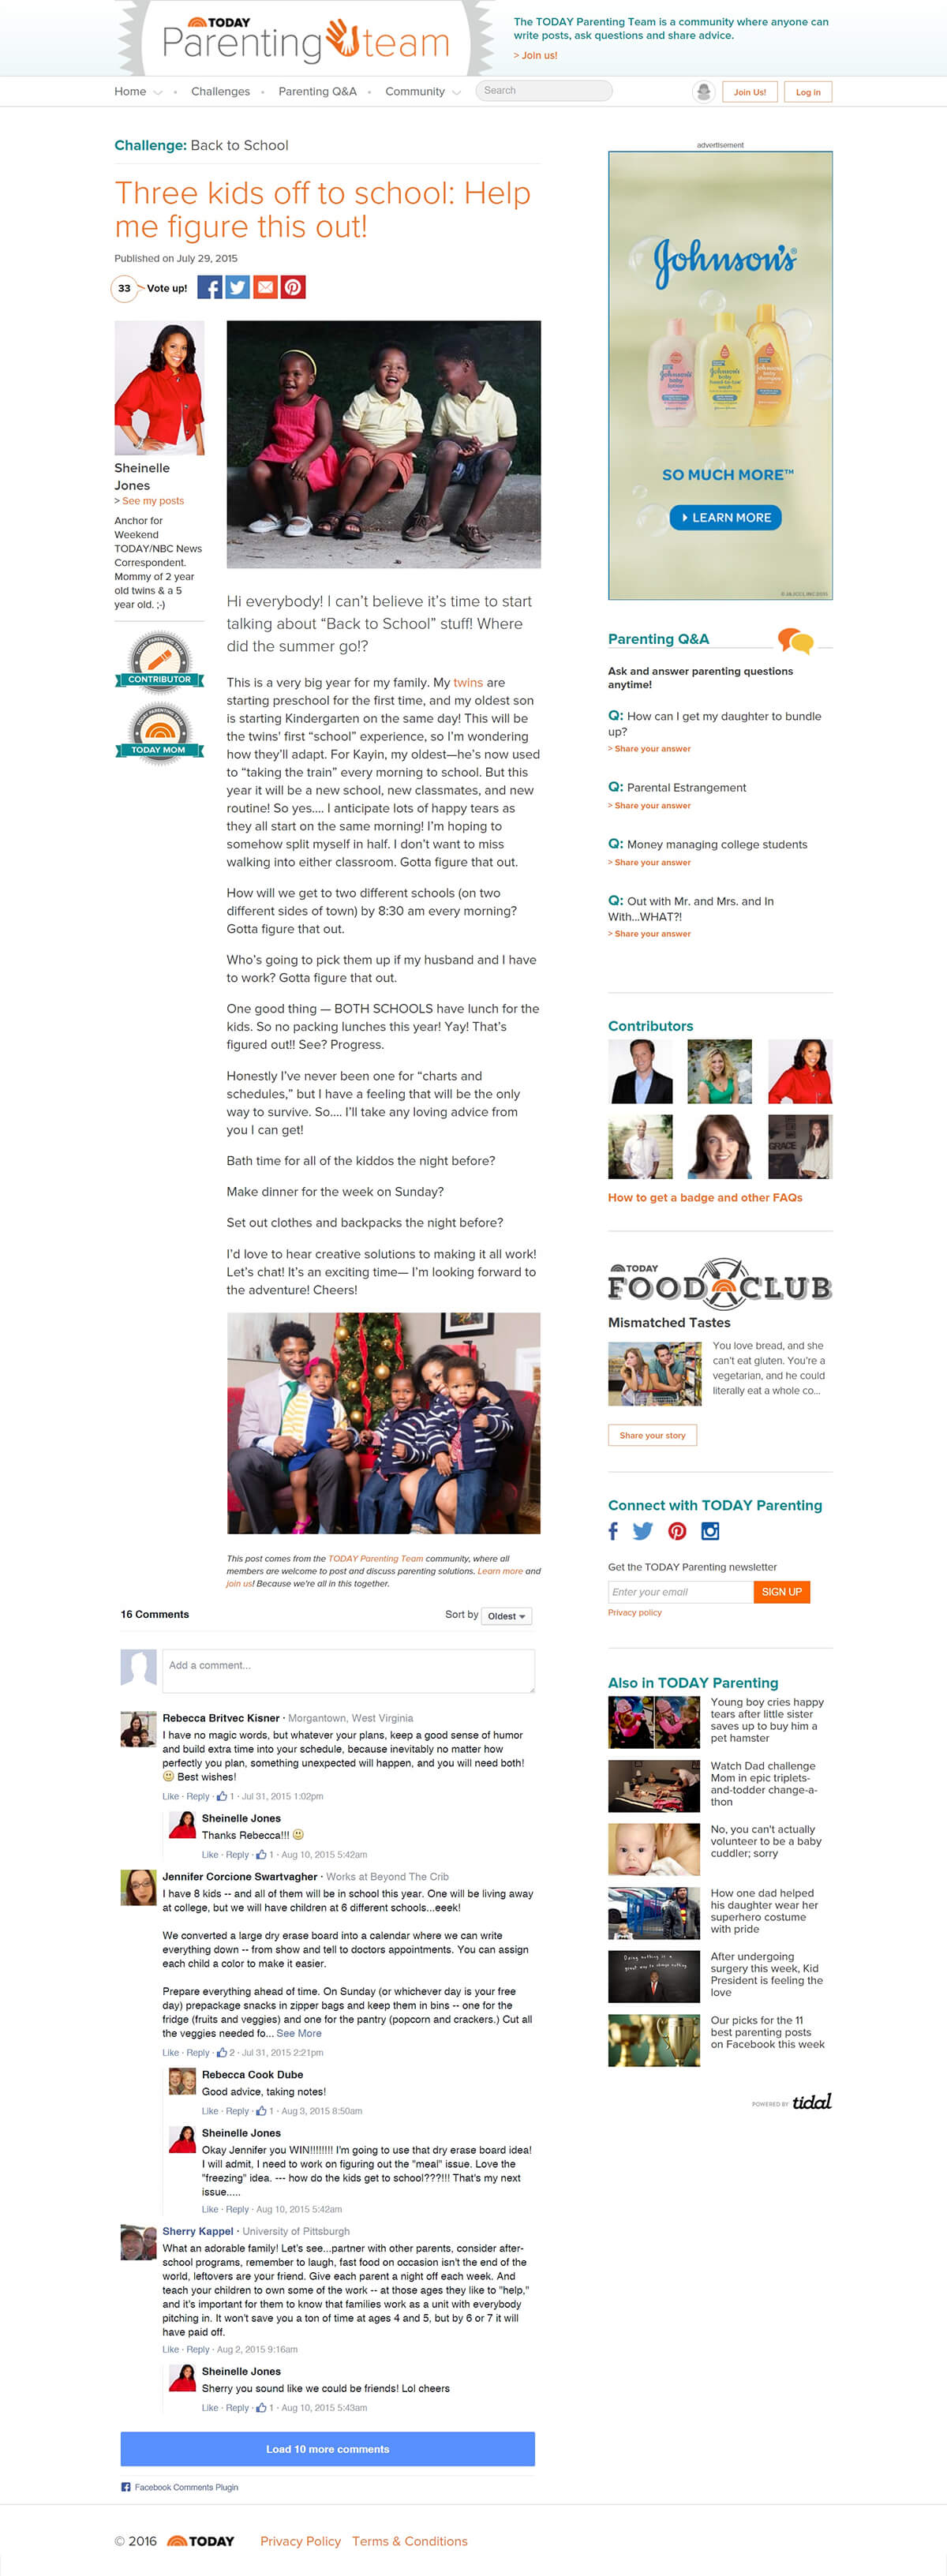 TODAY
Parenting team
The TODAY Parenting Team is a community where anyone can
write posts, ask questions and share advice.
> Join us!
Home • Challenges • Parenting Q&A • Community
Search
Join Us!
Log in
Challenge: Back to School
Three kids off to school: Help
me figure this out!
Published on July 29, 2015
33 Vote up!
Sheinelle
Jones
> See my posts
Anchor for
Weekend
TODAY/NBC News
Correspondent.
Mommy of 2 year
old twins & a 5
year old. ;-)
CONTRIBUTOR
TODAY MOM
Hi everybody! I can’t believe it’s time to start
talking about “Back to School” stuff! Where
did the summer go!?
This is a very big year for my family. My twins are
starting preschool for the first time, and my oldest son
is starting Kindergarten on the same day! This will be
the twins’ first “school” experience, so I’m wondering
how they’ll adapt. For Kayin, my oldest—he’s now used
to “taking the train” every morning to school. But this
year it will be a new school, new classmates, and new
routine! So yes.... I anticipate lots of happy tears as
they all start on the same morning! I’m hoping to
somehow split myself in half. I don’t want to miss
walking into either classroom. Gotta figure that out.
How will we get to two different schools (on two
different sides of town) by 8:30 am every morning?
Gotta figure that out.
Who’s going to pick them up if my husband and I have
to work? Gotta figure that out.
One good thing — BOTH SCHOOLS have lunch for the
kids. So no packing lunches this year! Yay! That’s
figured out!! See? Progress.
Honestly I’ve never been one for “charts and
schedules,” but I have a feeling that will be the only
way to survive. So.... I’ll take any loving advice from
you I can get!
Bath time for all of the kiddos the night before?
Make dinner for the week on Sunday?
Set out clothes and backpacks the night before?
I’d love to hear creative solutions to making it all work!
Let’s chat! It’s an exciting time— I’m looking forward to
the adventure! Cheers!
This post comes from the TODAY Parenting Team community, where all
members are welcome to post and discuss parenting solutions. Learn more and
join us! Because we’re all in this together.
16 Comments
Sort by Oldest
Add a comment...
Rebecca Britvec Kisner · Morgantown, West Virginia
I have no magic words, but whatever your plans, keep a good sense of humor
and build extra time into your schedule, because inevitably no matter how
perfectly you plan, something unexpected will happen, and you will need both!
Best wishes!
Like · Reply · 1 · Jul 31, 2015 1:02pm
Sheinelle Jones
Thanks Rebecca!!!
Like · Reply · 1 · Aug 10, 2015 5:42am
Jennifer Corcione Swartvagher · Works at Beyond The Crib
I have 8 kids -- and all of them will be in school this year. One will be living away
at college, but we will have children at 6 different schools...eeek!
We converted a large dry erase board into a calendar where we can write
everything down -- from show and tell to doctors appointments. You can assign
each child a color to make it easier.
Prepare everything ahead of time. On Sunday (or whichever day is your free
day) prepackage snacks in zipper bags and keep them in bins -- one for the
fridge (fruits and veggies) and one for the pantry (popcorn and crackers.) Cut all
the veggies needed fo... See More
Like · Reply · 2 · Jul 31, 2015 2:21pm
Rebecca Cook Dube
Good advice, taking notes!
Like · Reply · 1 · Aug 3, 2015 8:50am
Sheinelle Jones
Okay Jennifer you WIN!!!!!!!! I'm going to use that dry erase board idea!
I will admit, I need to work on figuring out the "meal" issue. Love the
"freezing" idea. --- how do the kids get to school???!!! That's my next
issue.....
Like · Reply · Aug 10, 2015 5:42am
Sherry Kappel · University of Pittsburgh
What an adorable family! Let's see...partner with other parents, consider after-
school programs, remember to laugh, fast food on occasion isn't the end of the
world, leftovers are your friend. Give each parent a night off each week. And
teach your children to own some of the work -- at those ages they like to "help,"
and it's important for them to know that families work as a unit with everybody
pitching in. It won't save you a ton of time at ages 4 and 5, but by 6 or 7 it will
have paid off.
Like · Reply · Aug 2, 2015 9:16am
Sheinelle Jones
Sherry you sound like we could be friends! Lol cheers
Like · Reply · 1 · Aug 10, 2015 5:43am
Load 10 more comments
Facebook Comments Plugin
advertisement
Johnson's®
SO MUCH MORE™
LEARN MORE
Parenting Q&A
Ask and answer parenting questions
anytime!
Q: How can I get my daughter to bundle
up?
> Share your answer
Q: Parental Estrangement
> Share your answer
Q: Money managing college students
> Share your answer
Q: Out with Mr. and Mrs. and In
With...WHAT?!
> Share your answer
Contributors
GRACE
How to get a badge and other FAQs
TODAY
FOOD CLUB
Mismatched Tastes
You love bread, and she
can’t eat gluten. You’re a
vegetarian, and he could
literally eat a whole co...
Share your story
Connect with TODAY Parenting
Get the TODAY Parenting newsletter
Enter your email
SIGN UP
Privacy policy
Also in TODAY Parenting
Young boy cries happy
tears after little sister
saves up to buy him a
pet hamster
Watch Dad challenge
Mom in epic triplets-
and-todder change-a-
thon
No, you can't actually
volunteer to be a baby
cuddler; sorry
How one dad helped
his daughter wear her
superhero costume
with pride
After undergoing
surgery this week, Kid
President is feeling the
love
Our picks for the 11
best parenting posts
on Facebook this week
POWERED BY tidal
© 2016 TODAY Privacy Policy Terms & Conditions